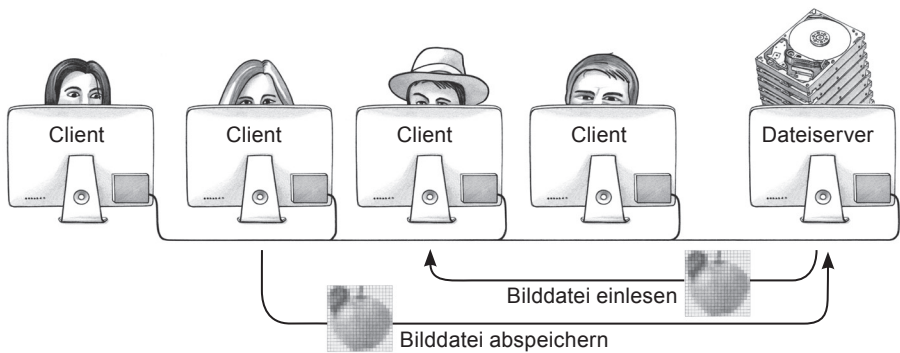 Client
Client
Client
Client
Dateiserver
Bilddatei einlesen
Bilddatei abspeichern